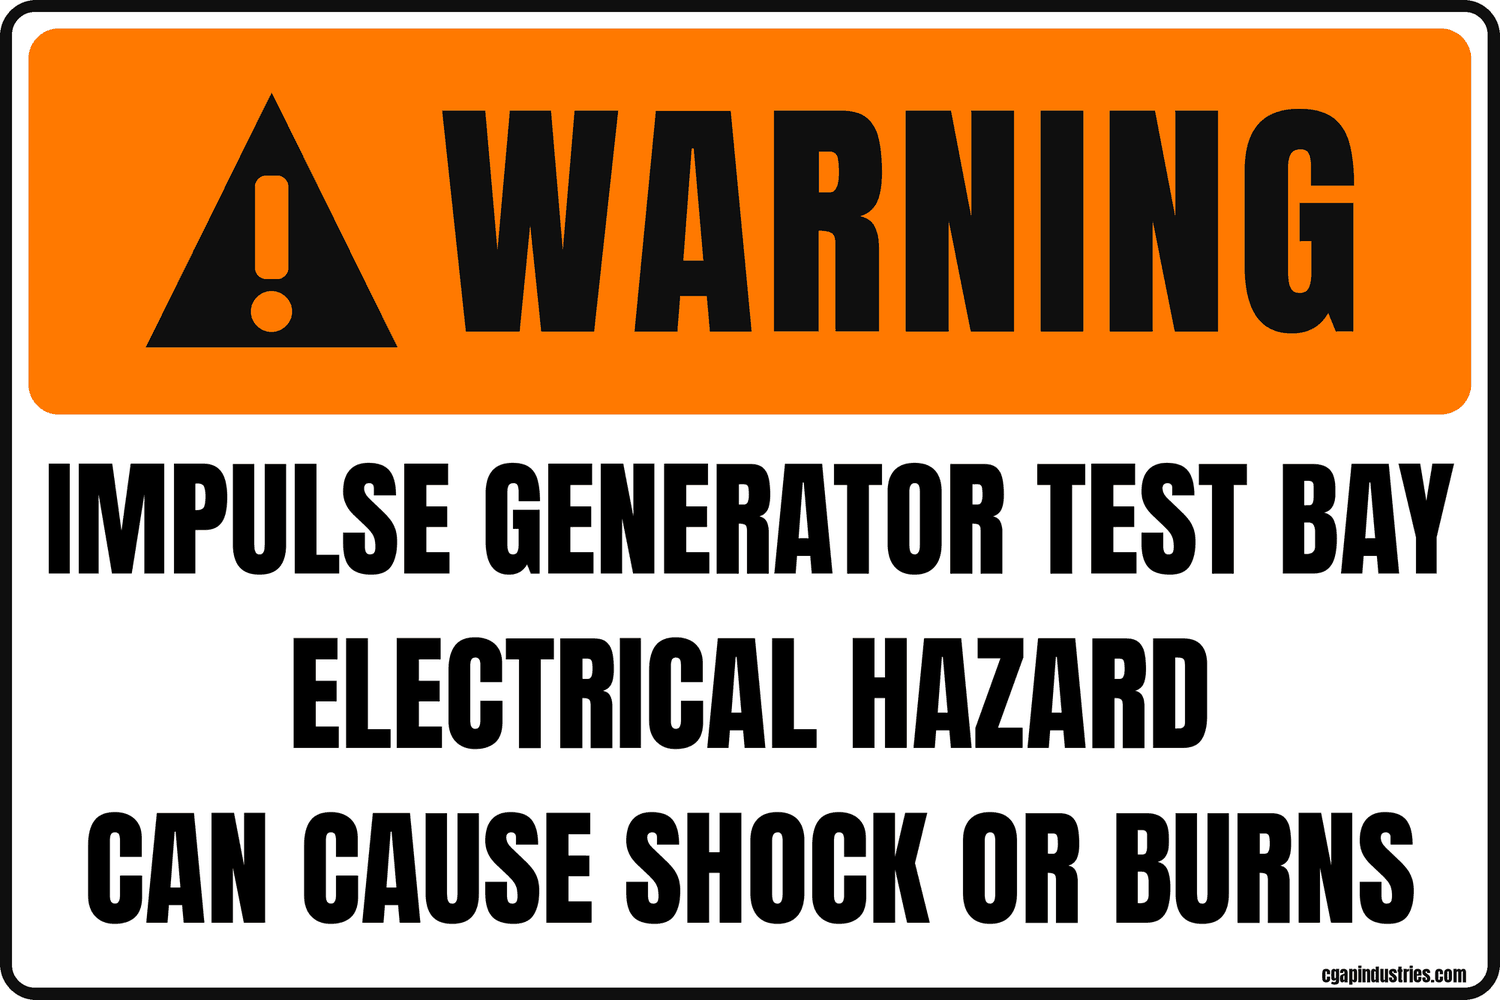 WARNING
IMPULSE GENERATOR TEST BAY
ELECTRICAL HAZARD
CAN CAUSE SHOCK OR BURNS
cgapindustries.com